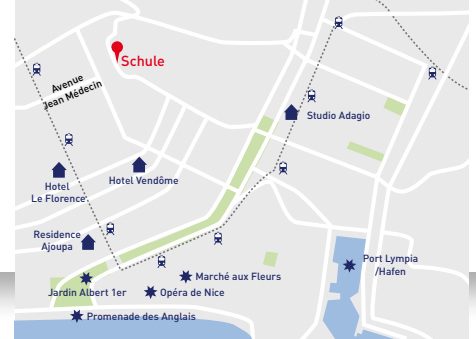 Schule
Avenue
Jean Médecin
Studio Adagio
Hotel
Le Florence
Hotel Vendôme
Residence
Ajoupa
Port Lympia
/Hafen
Marché aux Fleurs
Jardin Albert 1er
Opéra de Nice
Promenade des Anglais